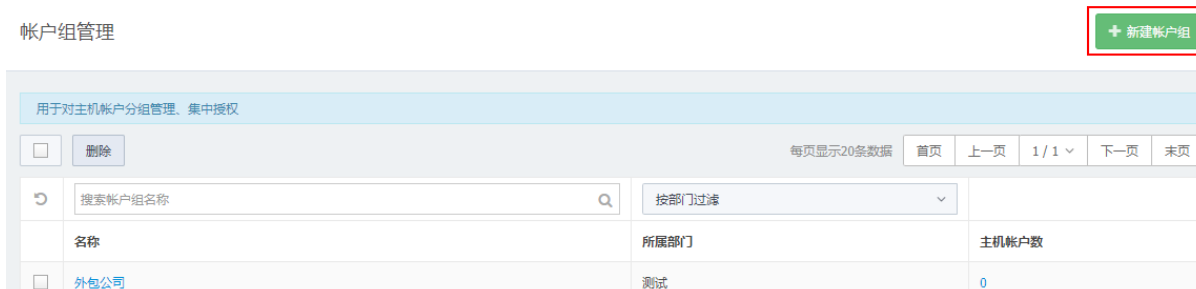 帐户组管理
新建帐户组
用于对主机帐户分组管理、集中授权
删除 每页显示20条数据 首页 上一页 1 / 1 下一页 末页
搜索帐户组名称 按部门过滤
名称 所属部门 主机帐户数
外包公司 测试 0